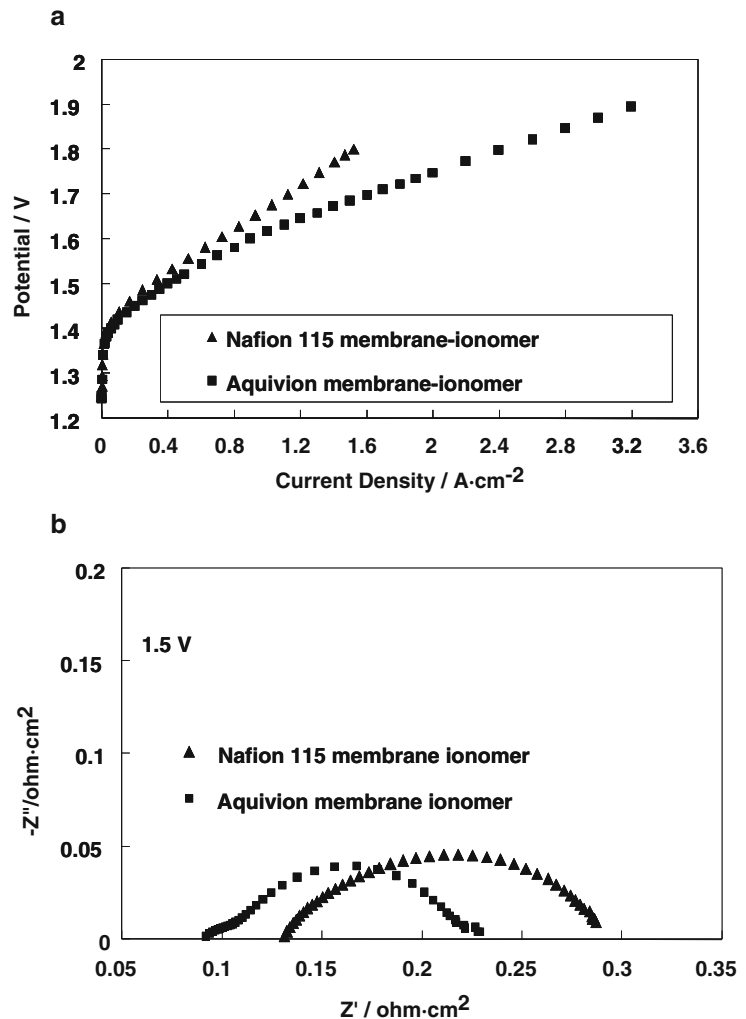 a
2
1.9
1.8
1.7
1.6
1.5
1.4
1.3
1.2
Potential / V
Nafion 115 membrane-ionomer
Aquivion membrane-ionomer
0 0.4 0.8 1.2 1.6 2 2.4 2.8 3.2 3.6
Current Density / A·cm-2
b
0.2
0.15
0.1
0.05
0
-Z"/ohm·cm2
1.5 V
Nafion 115 membrane ionomer
Aquivion membrane ionomer
0.05 0.1 0.15 0.2 0.25 0.3 0.35
Z' / ohm·cm2